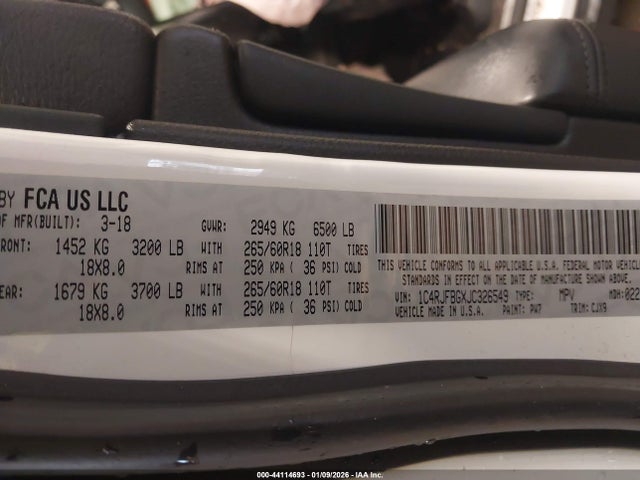 BY FCA US LLC
OF MFR(BUILT): 3-18 GVWR: 2949 KG 6500 LB
FRONT: 1452 KG 3200 LB WITH 265/60R18 110T TIRES
18X8.0 RIMS AT 250 KPA ( 36 PSI) COLD
EAR: 1679 KG 3700 LB WITH 265/60R18 110T TIRES
18X8.0 RIMS AT 250 KPA ( 36 PSI) COLD
THIS VEHICLE CONFORMS TO ALL APPLICABLE U.S.A. FEDERAL MOTOR VEHICL
STANDARDS IN EFFECT ON THE DATE OF MANUFACTURE SHOWN ABOVE.
VIN: 1C4RJFBGXJC326549 TYPE: MPV MDH: 022
VEHICLE MADE IN U.S.A. PAINT: PW7 TRIM: CJX9
000-44114693 - 01/09/2026 - IAA Inc.